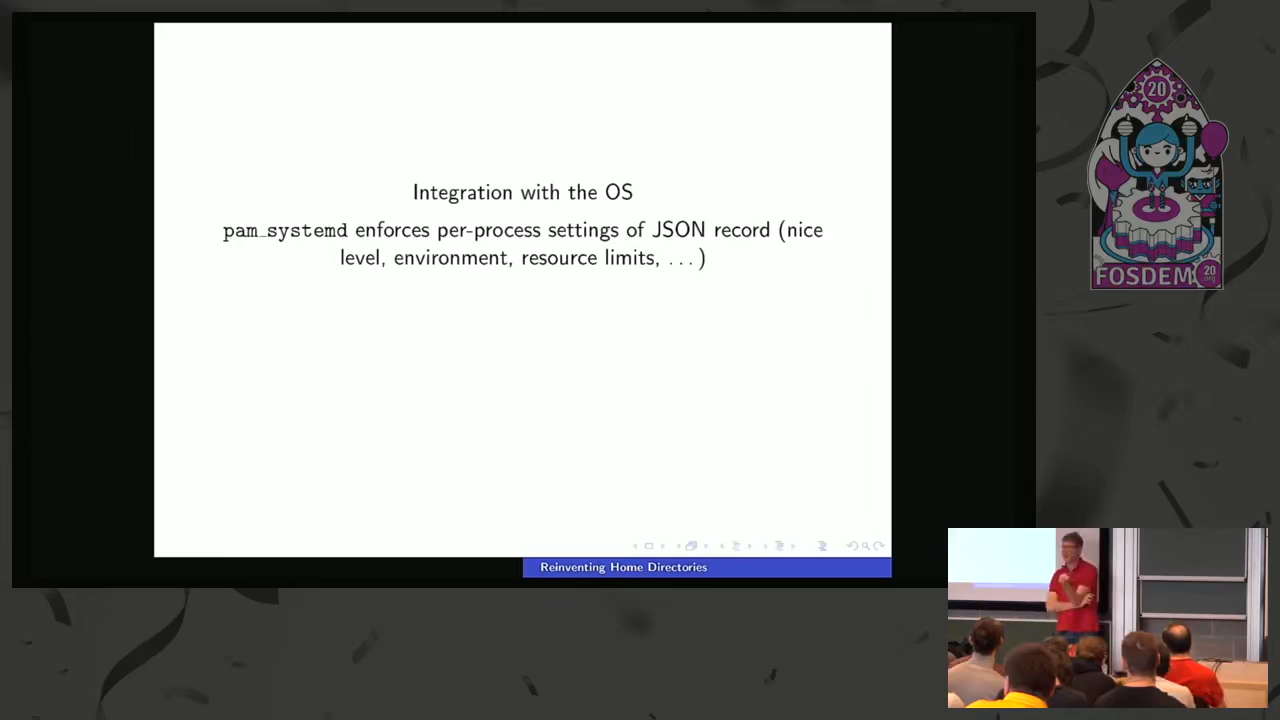 Integration with the OS
pam_systemd enforces per-process settings of JSON record (nice
level, environment, resource limits, ...)
Reinventing Home Directories
20
FOSDEM
20
.org